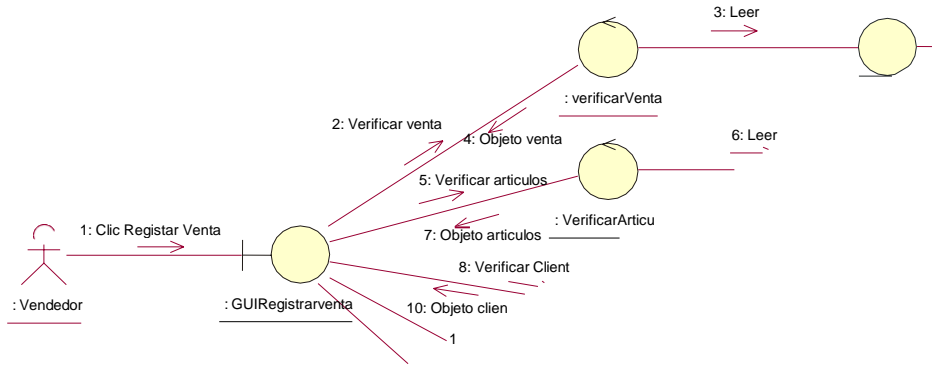 3: Leer
: verificarVenta
2: Verificar venta
4: Objeto venta
6: Leer
5: Verificar articulos
: VerificarArticu
7: Objeto articulos
1: Clic Registar Venta
8: Verificar Client
: Vendedor
: GUIRegistrarventa
10: Objeto clien
1